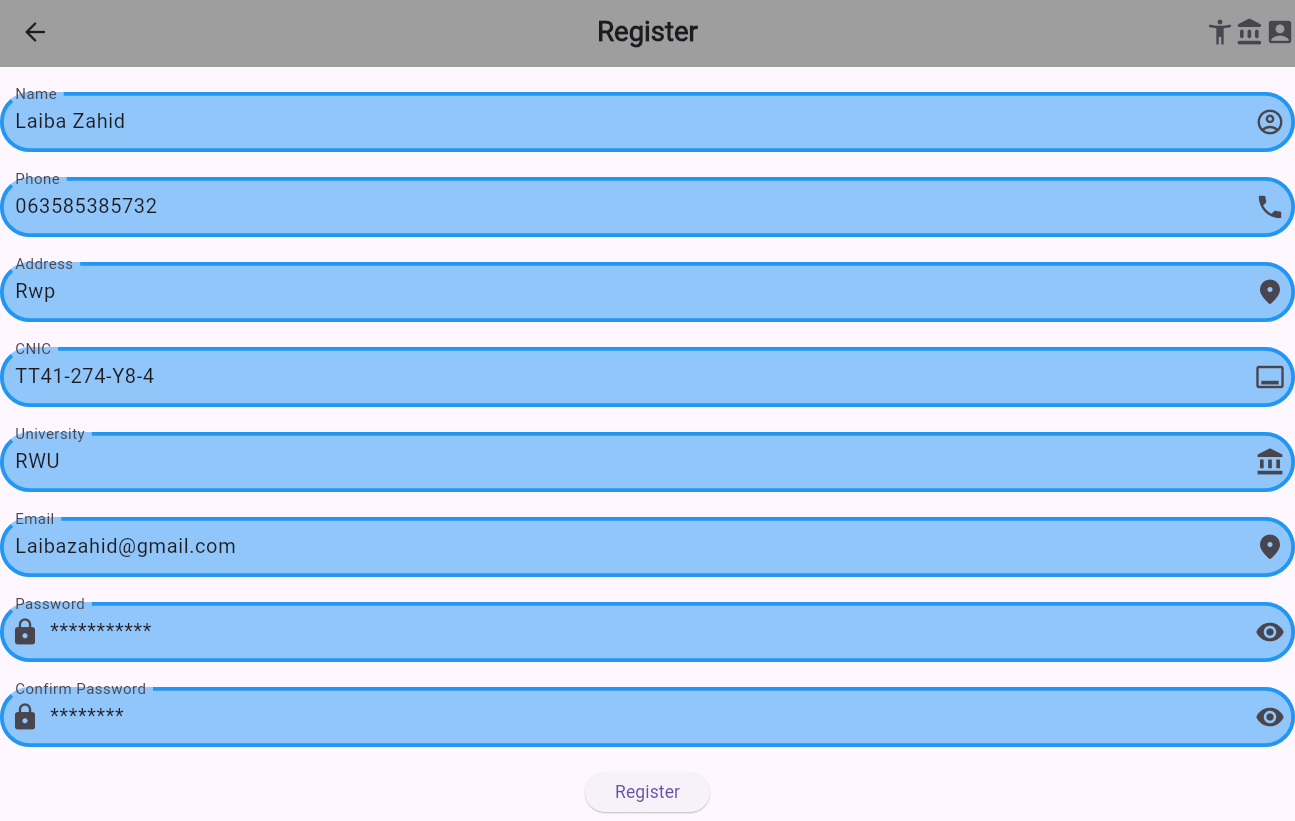 Register
Name
Laiba Zahid
Phone
063585385732
Address
Rwp
CNIC
TT41-274-Y8-4
University
RWU
Email
Laibazahid@gmail.com
Password
***********
Confirm Password
********
Register